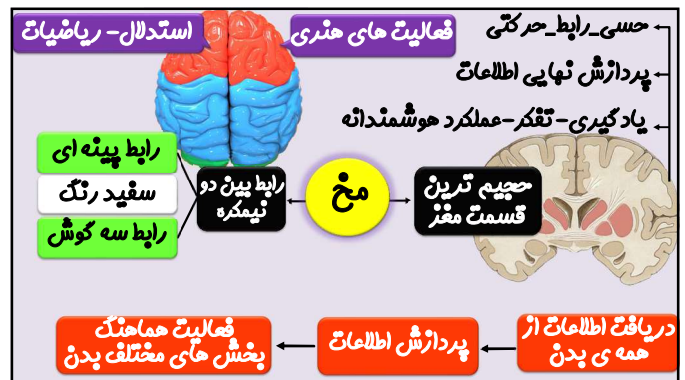 حسی_رابط_حرکتی
فعالیت های هنری
استدلال- ریاضیات
پردازش نهایی اطلاعات
یادگیری-تفکر-عملکرد هوشمندانه
رابط پینه ای
سفید رنگ
رابط سه گوش
رابط بین دو
نیمکره
مخ
حجیم ترین
قسمت مغز
دریافت اطلاعات از
همه ی بدن
پردازش اطلاعات
فعالیت هماهنگ
بخش های مختلف بدن